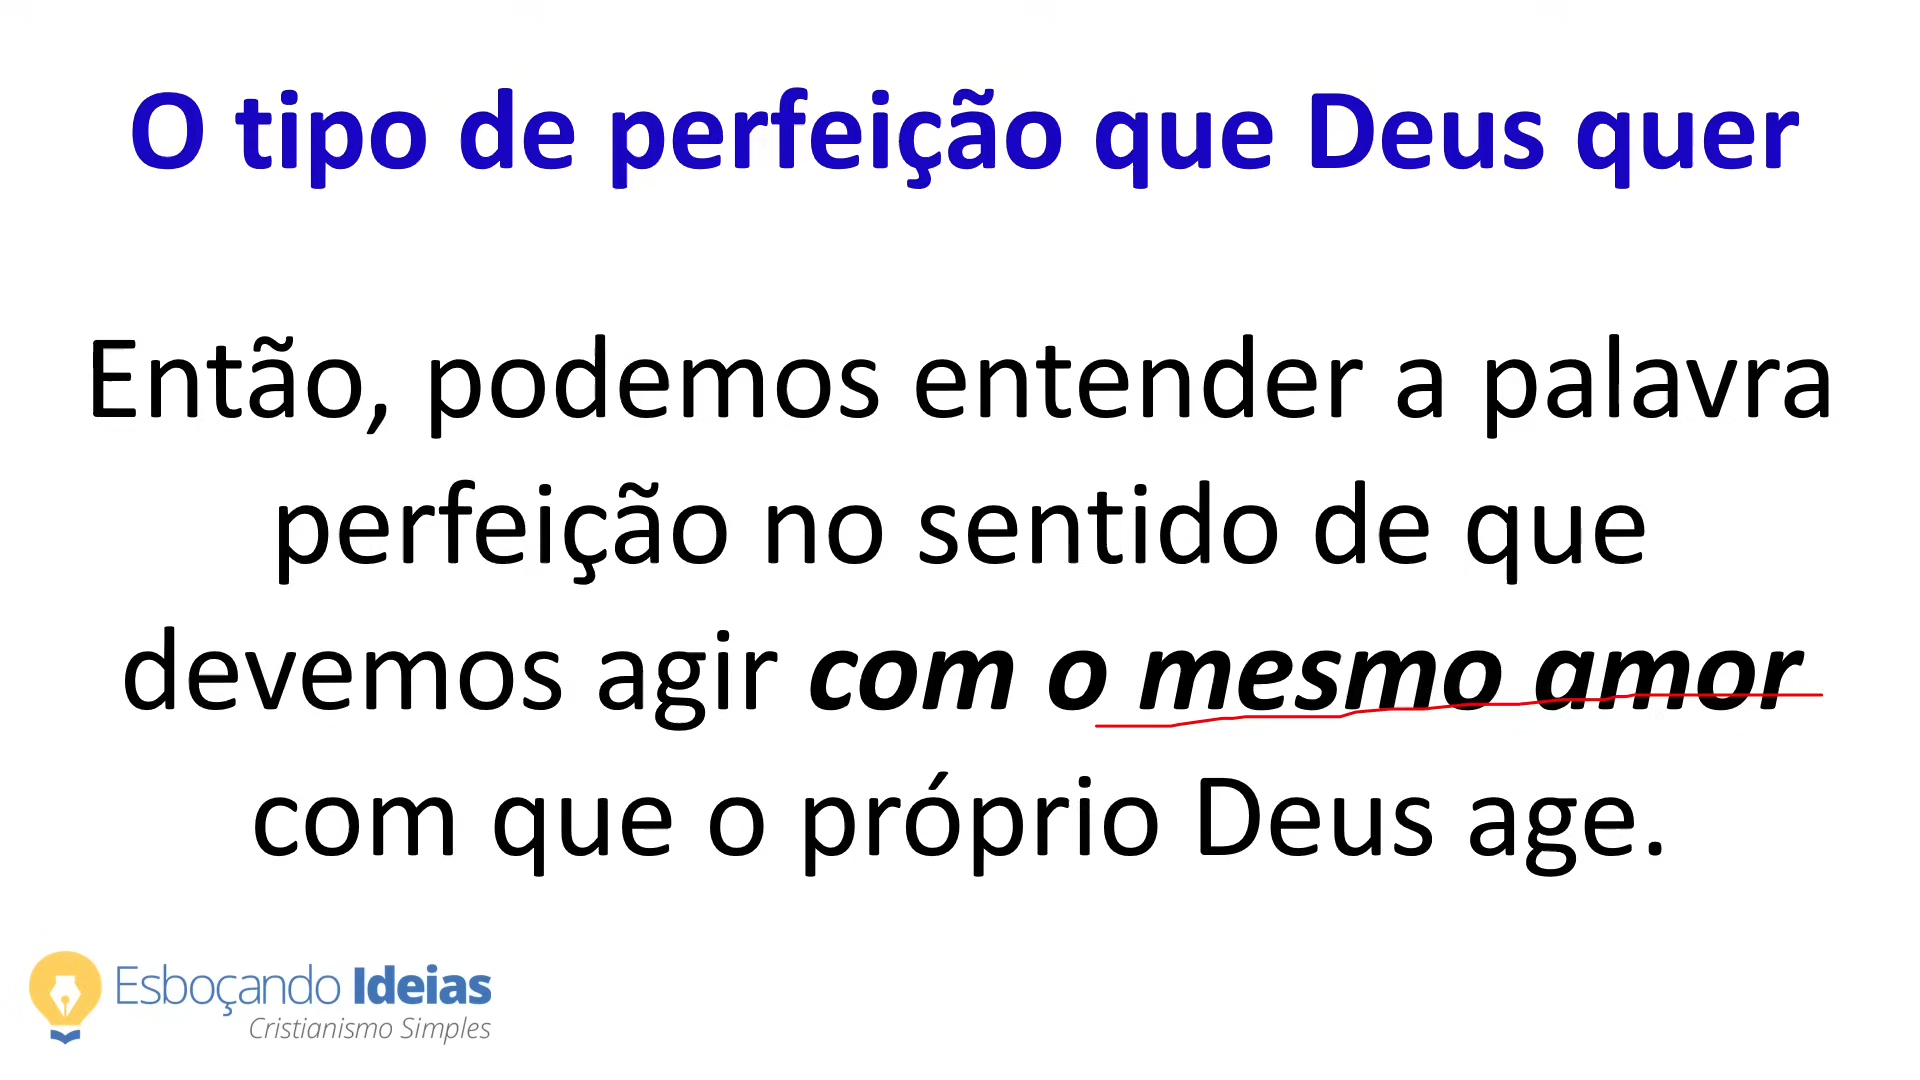 O tipo de perfeição que Deus quer
Então, podemos entender a palavra
perfeição no sentido de que
devemos agir com o mesmo amor
com que o próprio Deus age.
Esboçando Ideias
Cristianismo Simples